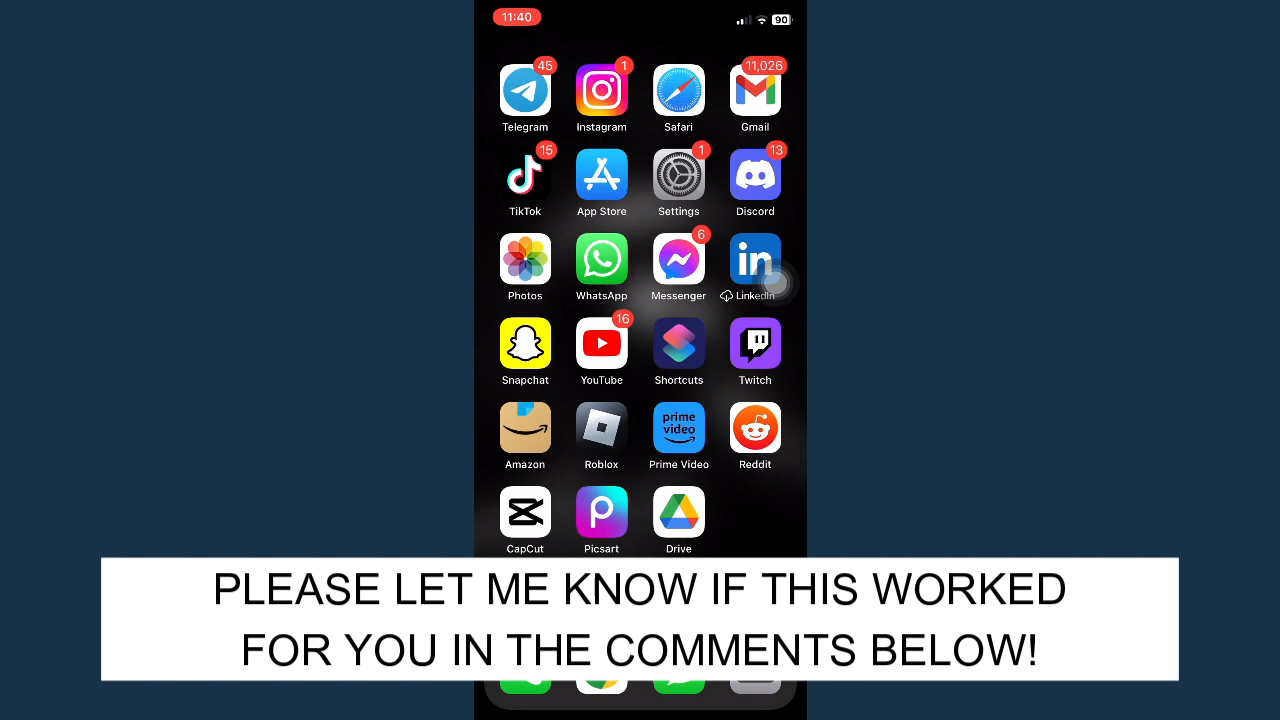 11:40 90
45 1 11,026
Telegram Instagram Safari Gmail
15 1 13
TikTok App Store Settings Discord
6 in
Photos WhatsApp Messenger LinkedIn
16
Snapchat YouTube Shortcuts Twitch
prime
video
Amazon Roblox Prime Video Reddit
CapCut Picsart Drive
PLEASE LET ME KNOW IF THIS WORKED
FOR YOU IN THE COMMENTS BELOW!